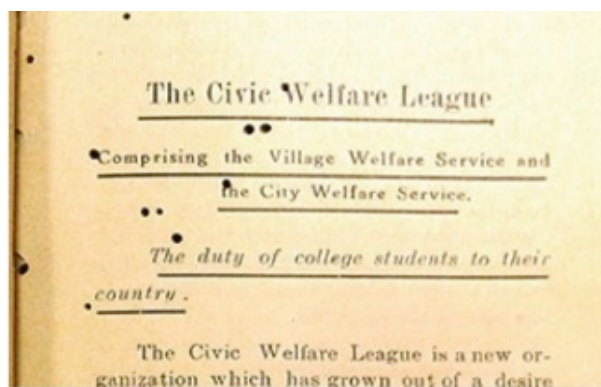 The Civic Welfare League
Comprising the Village Welfare Service and
the City Welfare Service.
The duty of college students to their
country.
The Civic Welfare League is a new or-
ganization which has grown out of a desire